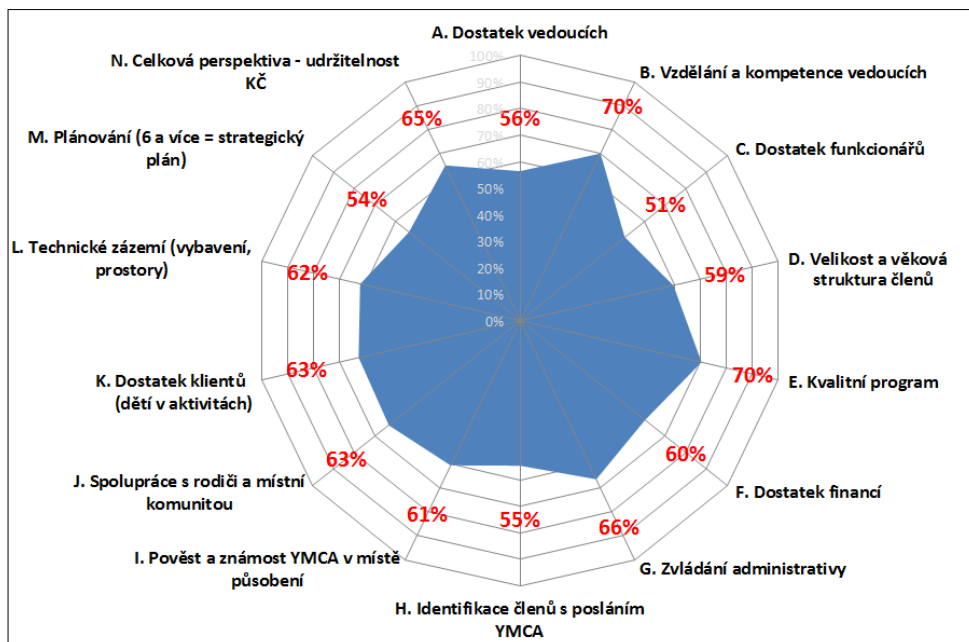 A. Dostatek vedoucích
B. Vzdělání a kompetence vedoucích
C. Dostatek funkcionářů
D. Velikost a věková
struktura členů
E. Kvalitní program
F. Dostatek financí
G. Zvládání administrativy
H. Identifikace členů s posláním
YMCA
I. Pověst a známost YMCA v místě
působení
J. Spolupráce s rodiči a místní
komunitou
K. Dostatek klientů
(dětí v aktivitách)
L. Technické zázemí (vybavení,
prostory)
M. Plánování (6 a více = strategický
plán)
N. Celková perspektiva - udržitelnost
KČ
100%
90%
80%
70%
60%
50%
40%
30%
20%
10%
0%
56%
70%
51%
59%
70%
60%
66%
55%
61%
63%
63%
62%
54%
65%